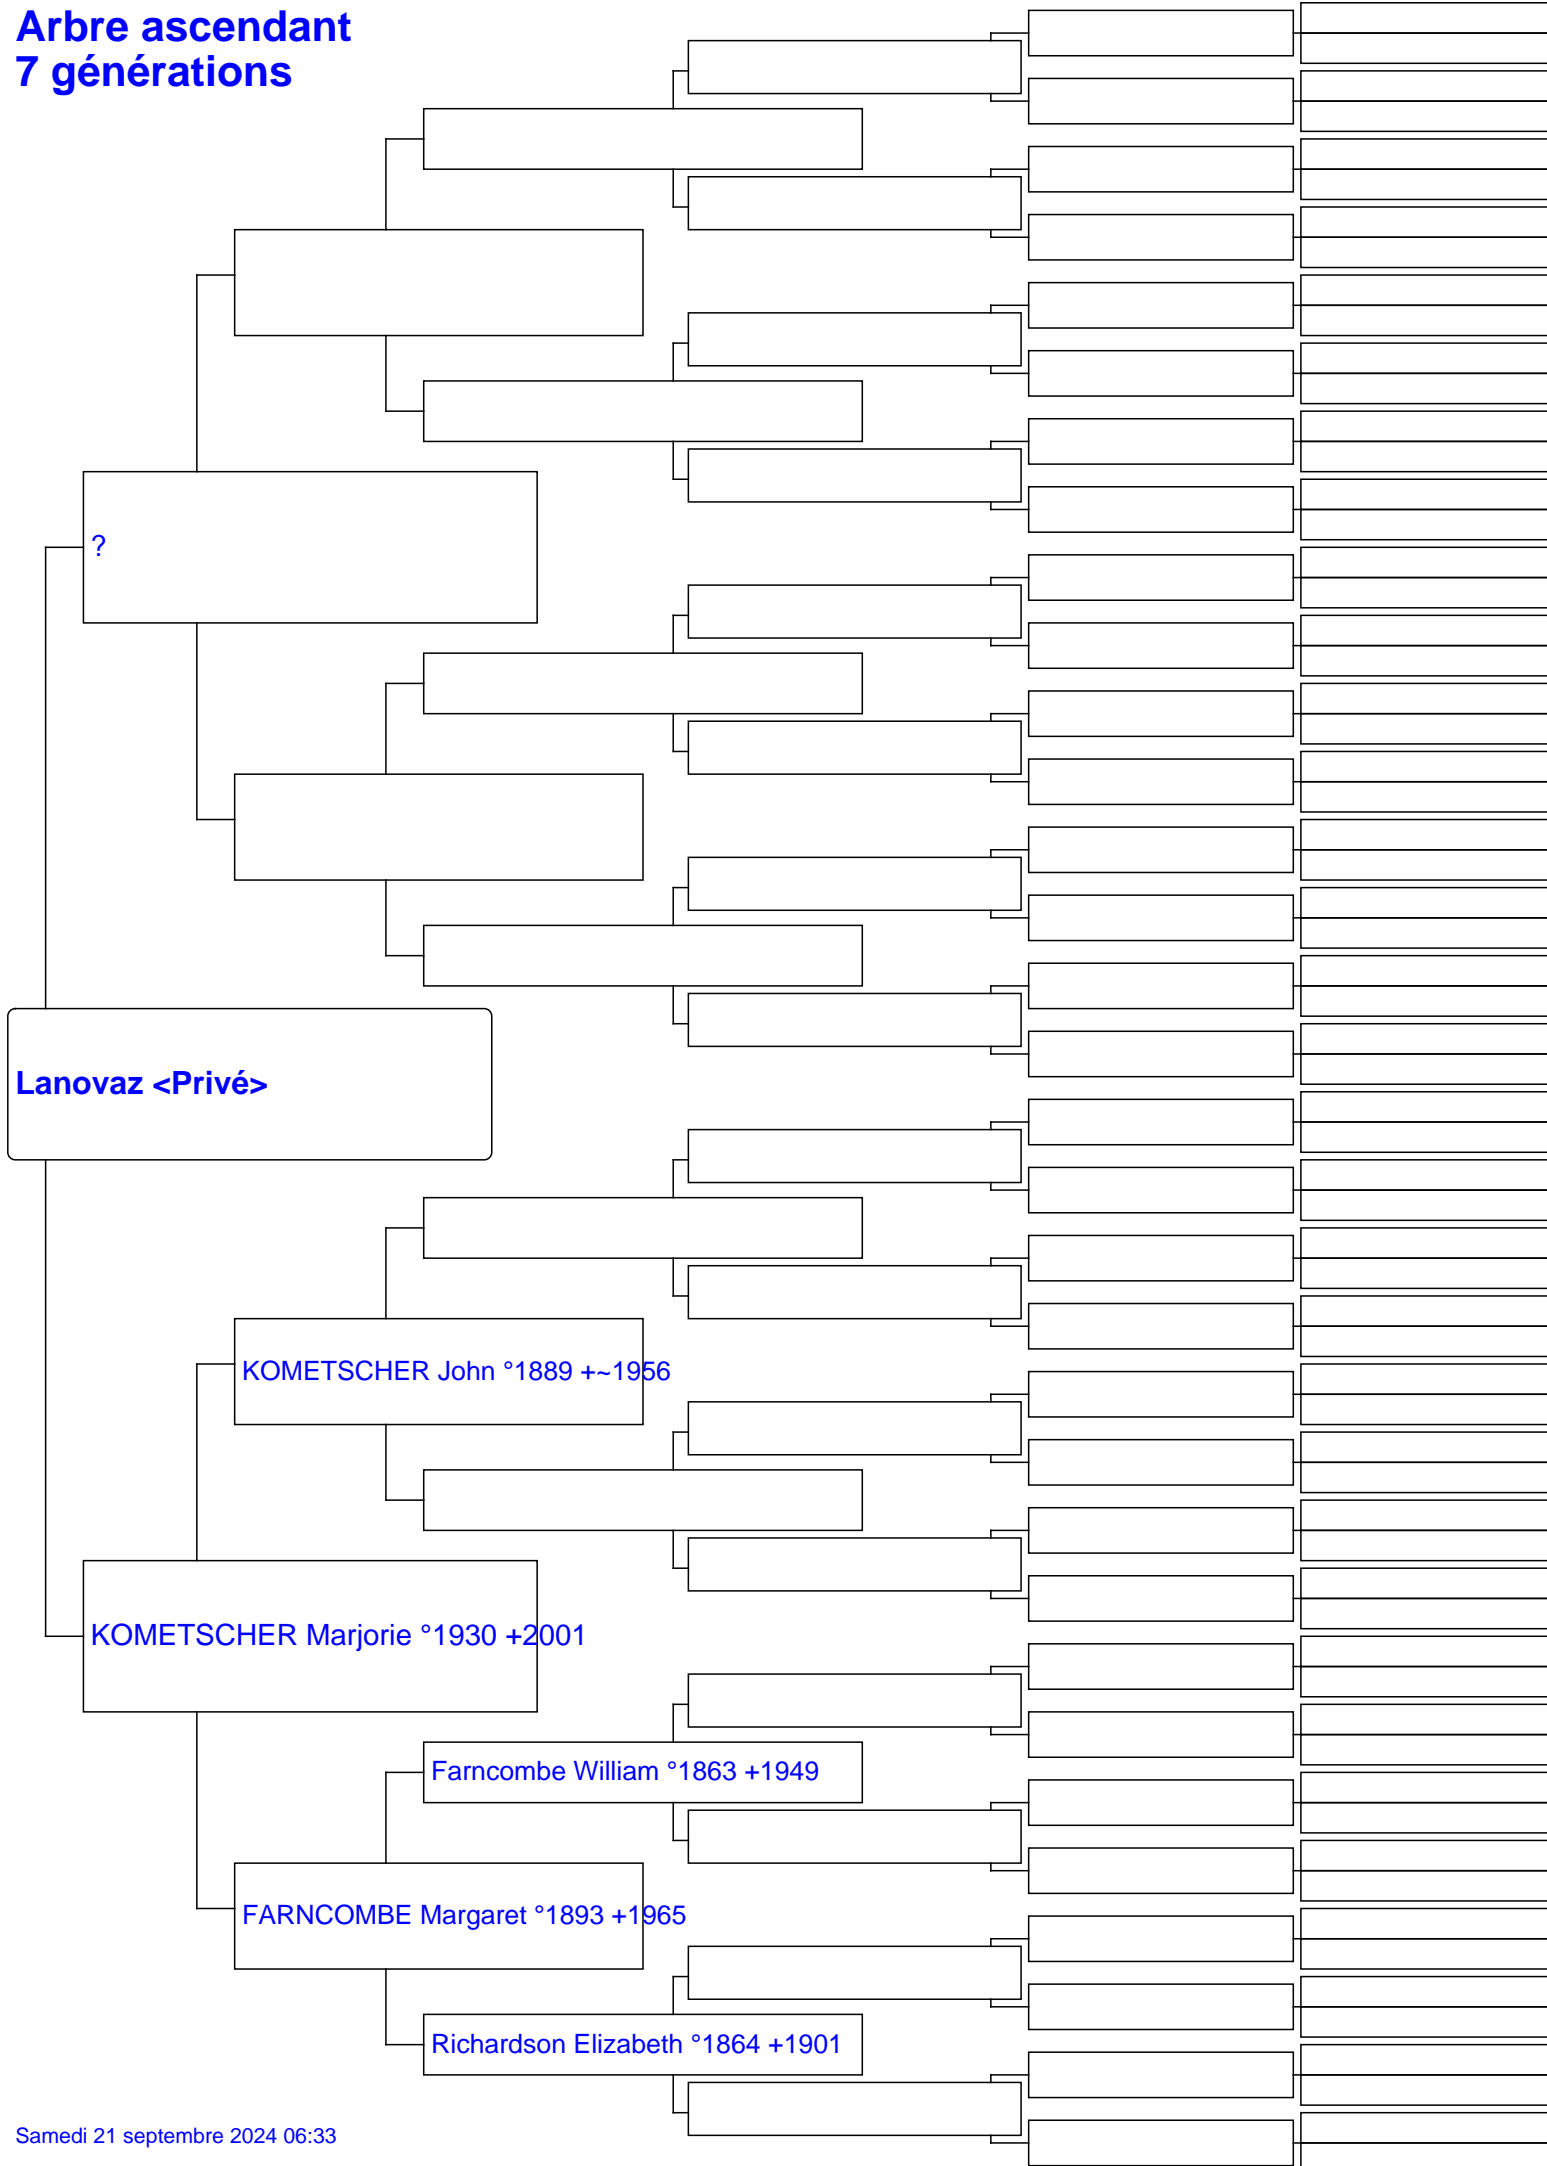 Arbre ascendant
7 générations
?
Lanovaz <Privé>
KOMETSCHER John °1889 +~1956
KOMETSCHER Marjorie °1930 +2001
Farncombe William °1863 +1949
FARNCOMBE Margaret °1893 +1965
Richardson Elizabeth °1864 +1901
Samedi 21 septembre 2024 06:33